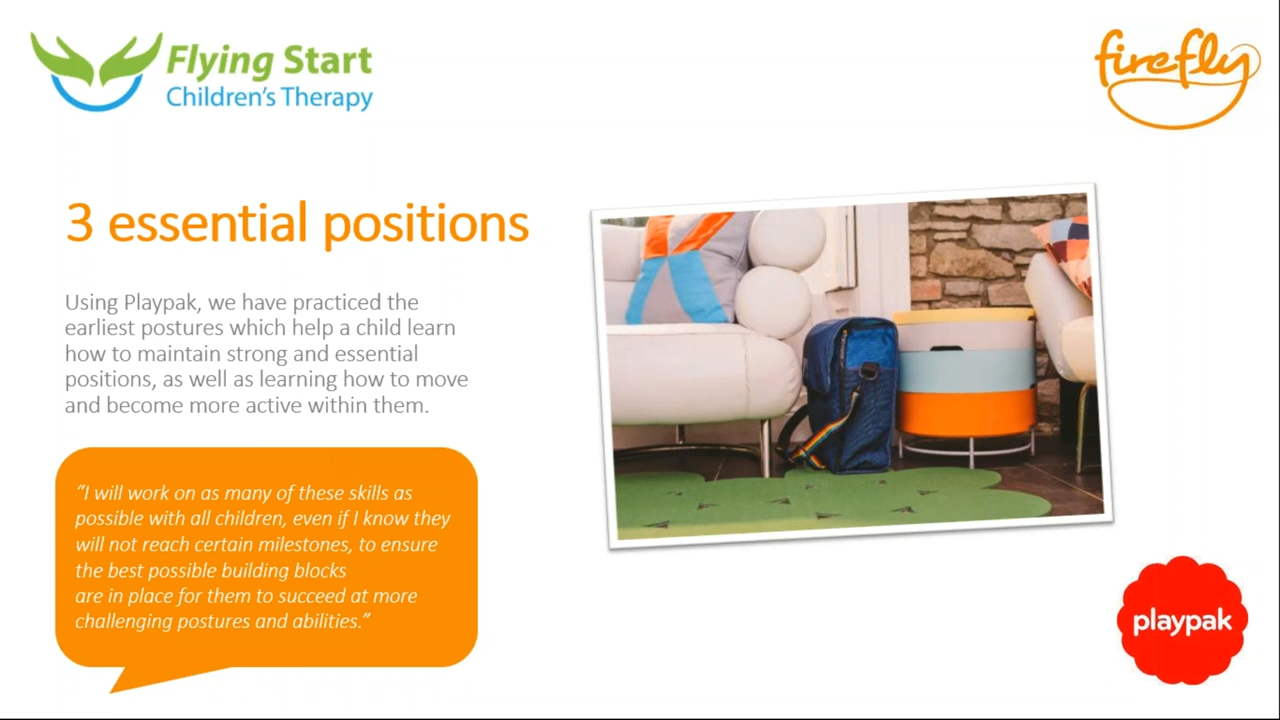 Flying Start
Children's Therapy
firefly
3 essential positions
Using Playpak, we have practiced the
earliest postures which help a child learn
how to maintain strong and essential
positions, as well as learning how to move
and become more active within them.
“I will work on as many of these skills as
possible with all children, even if I know they
will not reach certain milestones, to ensure
the best possible building blocks
are in place for them to succeed at more
challenging postures and abilities.”
playpak